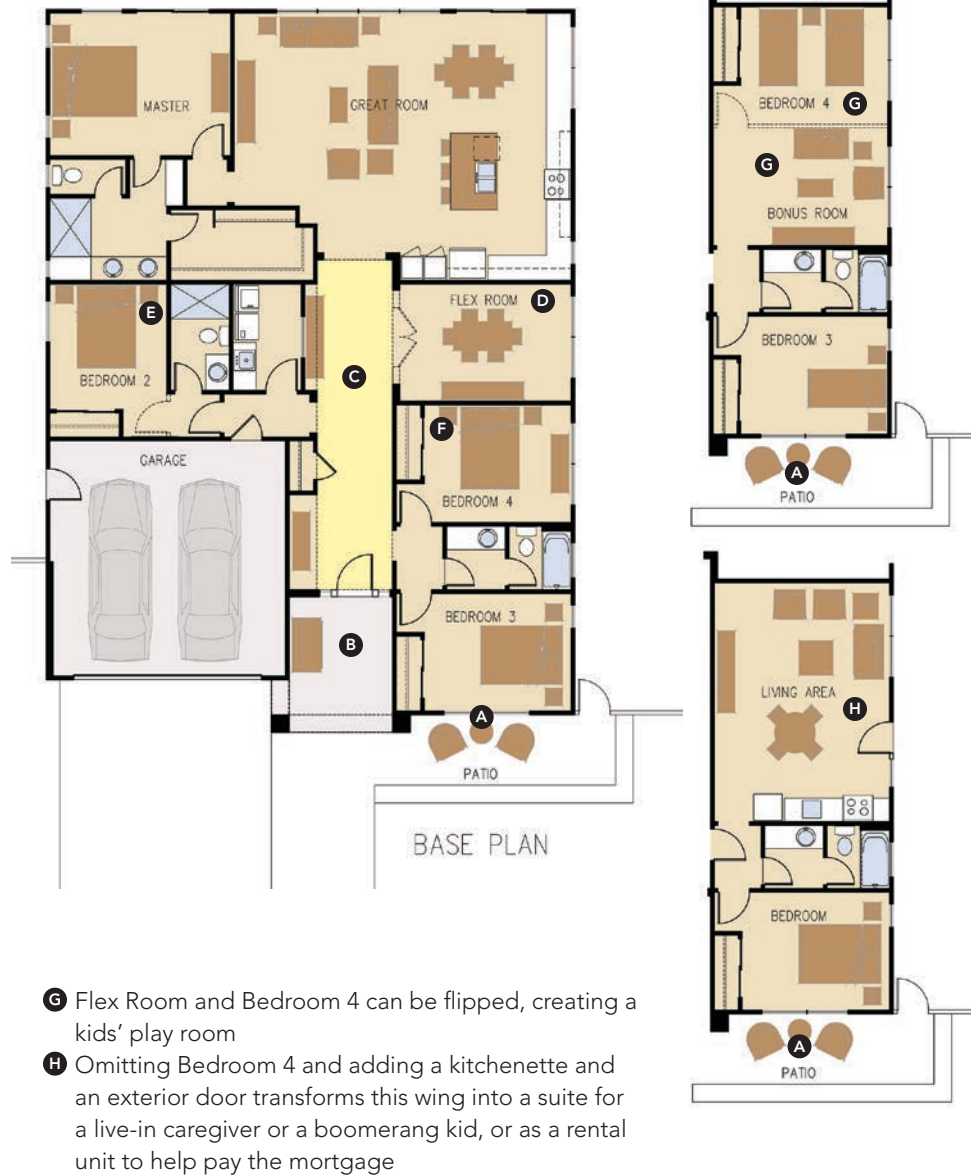 MASTER
GREAT ROOM
FLEX ROOM
D
E
BEDROOM 2
C
F
BEDROOM 4
GARAGE
BEDROOM 3
B
A
PATIO
BASE PLAN
BEDROOM 4
G
G
BONUS ROOM
BEDROOM 3
A
PATIO
LIVING AREA
H
BEDROOM
A
PATIO
G Flex Room and Bedroom 4 can be flipped, creating a
kids’ play room
H Omitting Bedroom 4 and adding a kitchenette and
an exterior door transforms this wing into a suite for
a live-in caregiver or a boomerang kid, or as a rental
unit to help pay the mortgage